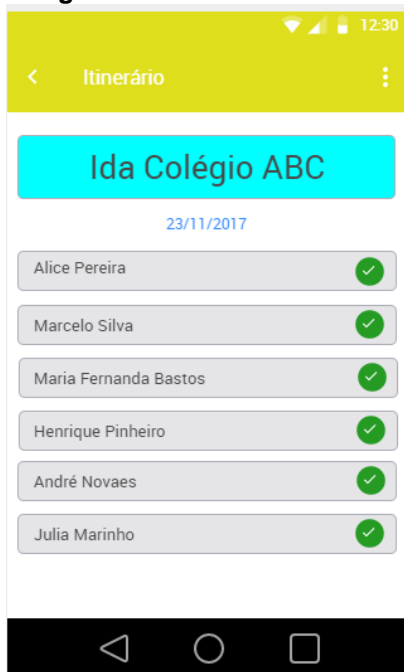 12:30
Itinerário
Ida Colégio ABC
23/11/2017
Alice Pereira
Marcelo Silva
Maria Fernanda Bastos
Henrique Pinheiro
André Novaes
Julia Marinho